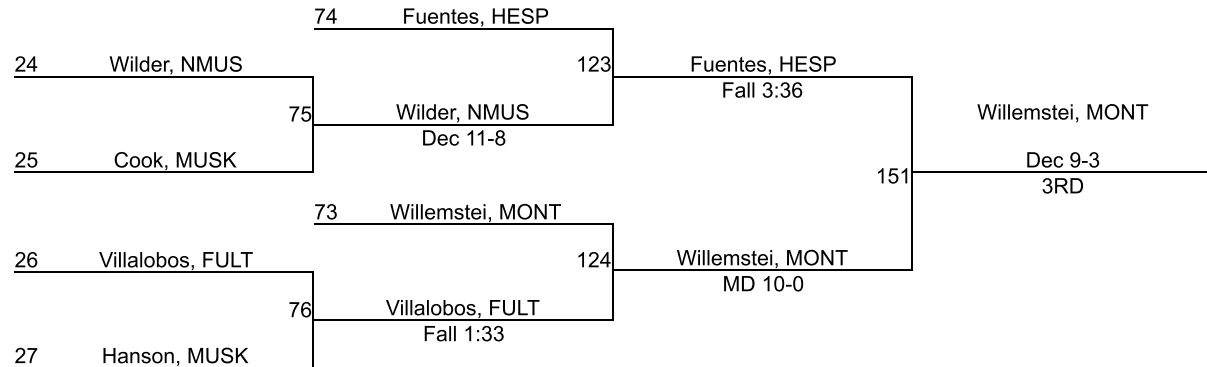 74 Fuentes, HESP
24 Wilder, NMUS
123 Fuentes, HESP
Fall 3:36
75 Wilder, NMUS
Dec 11-8
Willemstei, MONT
25 Cook, MUSK
Dec 9-3
151
3RD
73 Willemstei, MONT
26 Villalobos, FULT
124 Willemstei, MONT
MD 10-0
76 Villalobos, FULT
Fall 1:33
27 Hanson, MUSK